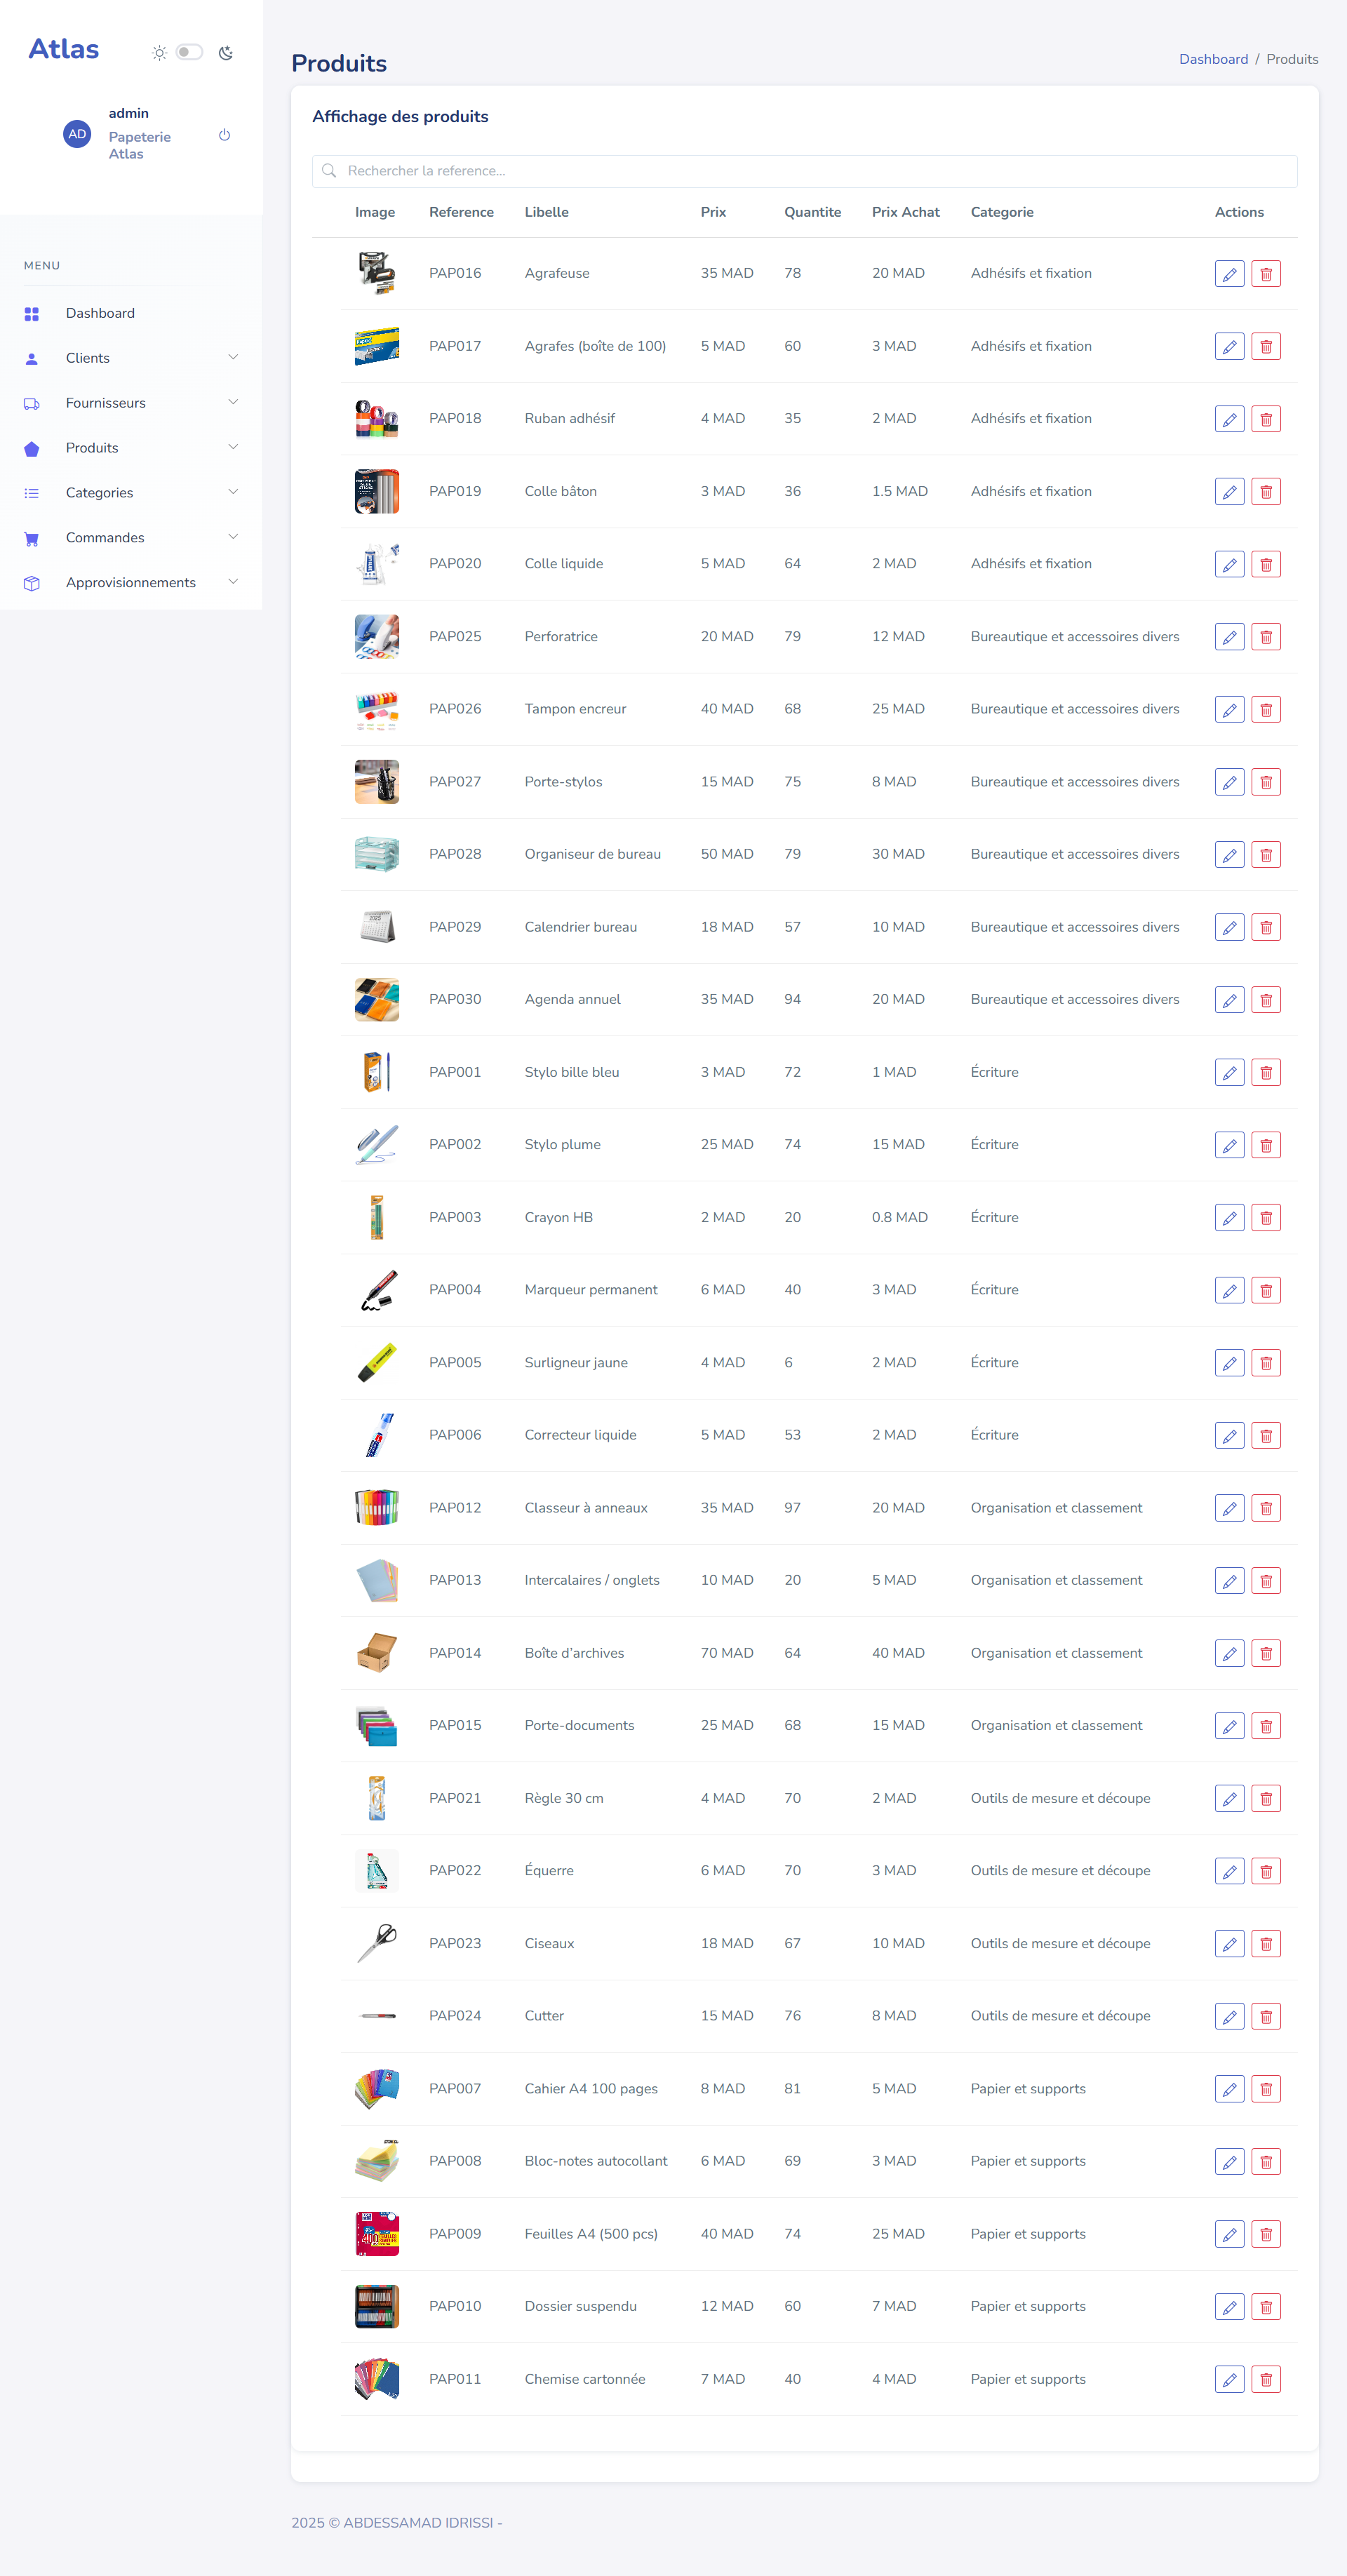 Atlas
AD
admin
Papeterie
Atlas
MENU
Dashboard
Clients
Fournisseurs
Produits
Categories
Commandes
Approvisionnements
Produits
Dashboard / Produits
Affichage des produits
Rechercher la reference...
Image Reference Libelle Prix Quantite Prix Achat Categorie Actions
PAP016 Agrafeuse 35 MAD 78 20 MAD Adhésifs et fixation
PAP017 Agrafes (boîte de 100) 5 MAD 60 3 MAD Adhésifs et fixation
PAP018 Ruban adhésif 4 MAD 35 2 MAD Adhésifs et fixation
PAP019 Colle bâton 3 MAD 36 1.5 MAD Adhésifs et fixation
PAP020 Colle liquide 5 MAD 64 2 MAD Adhésifs et fixation
PAP025 Perforatrice 20 MAD 79 12 MAD Bureautique et accessoires divers
PAP026 Tampon encreur 40 MAD 68 25 MAD Bureautique et accessoires divers
PAP027 Porte-stylos 15 MAD 75 8 MAD Bureautique et accessoires divers
PAP028 Organiseur de bureau 50 MAD 79 30 MAD Bureautique et accessoires divers
2025
PAP029 Calendrier bureau 18 MAD 57 10 MAD Bureautique et accessoires divers
PAP030 Agenda annuel 35 MAD 94 20 MAD Bureautique et accessoires divers
PAP001 Stylo bille bleu 3 MAD 72 1 MAD Écriture
PAP002 Stylo plume 25 MAD 74 15 MAD Écriture
PAP003 Crayon HB 2 MAD 20 0.8 MAD Écriture
PAP004 Marqueur permanent 6 MAD 40 3 MAD Écriture
PAP005 Surligneur jaune 4 MAD 6 2 MAD Écriture
PAP006 Correcteur liquide 5 MAD 53 2 MAD Écriture
PAP012 Classeur à anneaux 35 MAD 97 20 MAD Organisation et classement
PAP013 Intercalaires / onglets 10 MAD 20 5 MAD Organisation et classement
PAP014 Boîte d’archives 70 MAD 64 40 MAD Organisation et classement
PAP015 Porte-documents 25 MAD 68 15 MAD Organisation et classement
PAP021 Règle 30 cm 4 MAD 70 2 MAD Outils de mesure et découpe
PAP022 Équerre 6 MAD 70 3 MAD Outils de mesure et découpe
PAP023 Ciseaux 18 MAD 67 10 MAD Outils de mesure et découpe
PAP024 Cutter 15 MAD 76 8 MAD Outils de mesure et découpe
PAP007 Cahier A4 100 pages 8 MAD 81 5 MAD Papier et supports
PAP008 Bloc-notes autocollant 6 MAD 69 3 MAD Papier et supports
PAP009 Feuilles A4 (500 pcs) 40 MAD 74 25 MAD Papier et supports
PAP010 Dossier suspendu 12 MAD 60 7 MAD Papier et supports
PAP011 Chemise cartonnée 7 MAD 40 4 MAD Papier et supports
2025 © ABDESSAMAD IDRISSI -